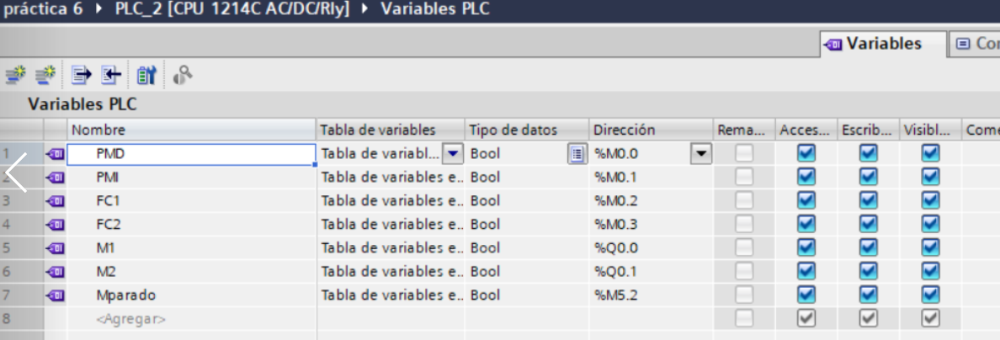 práctica 6 ▸ PLC_2 [CPU 1214C AC/DC/Rly] ▸ Variables PLC
Variables Cor
Variables PLC
Nombre Tabla de variables Tipo de datos Dirección Rema... Acces... Escrib... Visibl... Come
1 PMD Tabla de variabl... Bool %M0.0
2 PMI Tabla de variables e.. Bool %M0.1
3 FC1 Tabla de variables e.. Bool %M0.2
4 FC2 Tabla de variables e.. Bool %M0.3
5 M1 Tabla de variables e.. Bool %Q0.0
6 M2 Tabla de variables e.. Bool %Q0.1
7 Mparado Tabla de variables e.. Bool %M5.2
8 <Agregar>